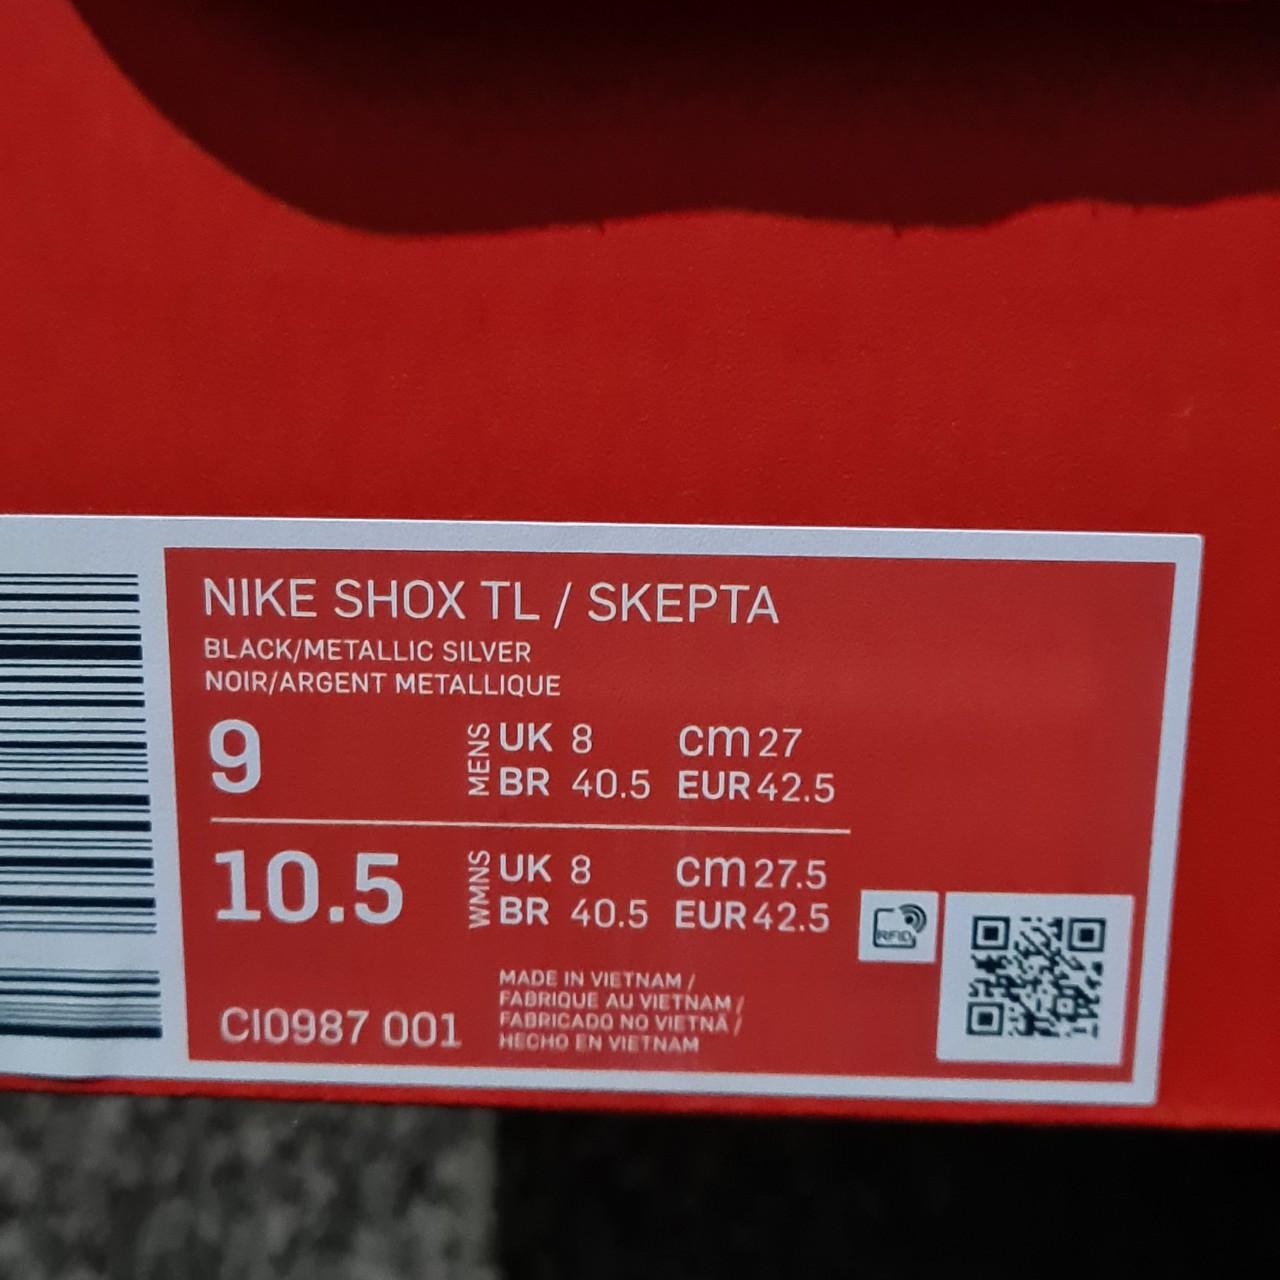 NIKE SHOX TL / SKEPTA
BLACK/METALLIC SILVER
NOIR/ARGENT METALLIQUE
9 MENS UK 8 cm 27
BR 40.5 EUR 42.5
10.5 WMNS UK 8 cm 27.5
BR 40.5 EUR 42.5
RFID
MADE IN VIETNAM /
FABRIQUE AU VIETNAM /
FABRICADO NO VIETNÃ /
HECHO EN VIETNAM
CI0987 001